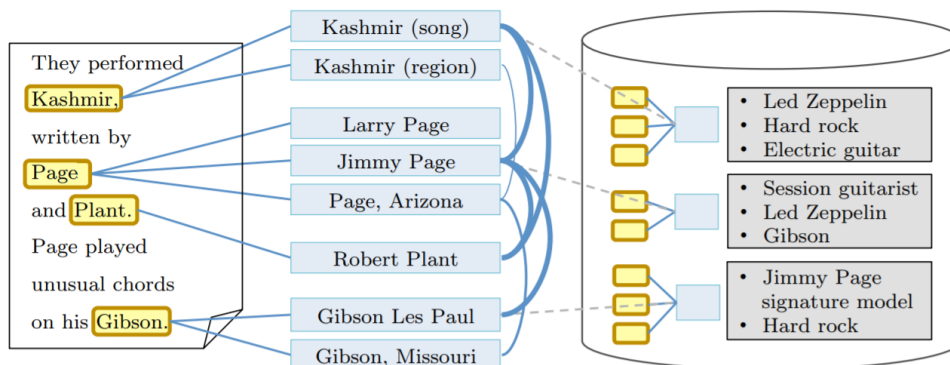 They performed
Kashmir,
written by
Page
and Plant.
Page played
unusual chords
on his Gibson.
Kashmir (song)
Kashmir (region)
Larry Page
Jimmy Page
Page, Arizona
Robert Plant
Gibson Les Paul
Gibson, Missouri
• Led Zeppelin
• Hard rock
• Electric guitar
• Session guitarist
• Led Zeppelin
• Gibson
• Jimmy Page
signature model
• Hard rock